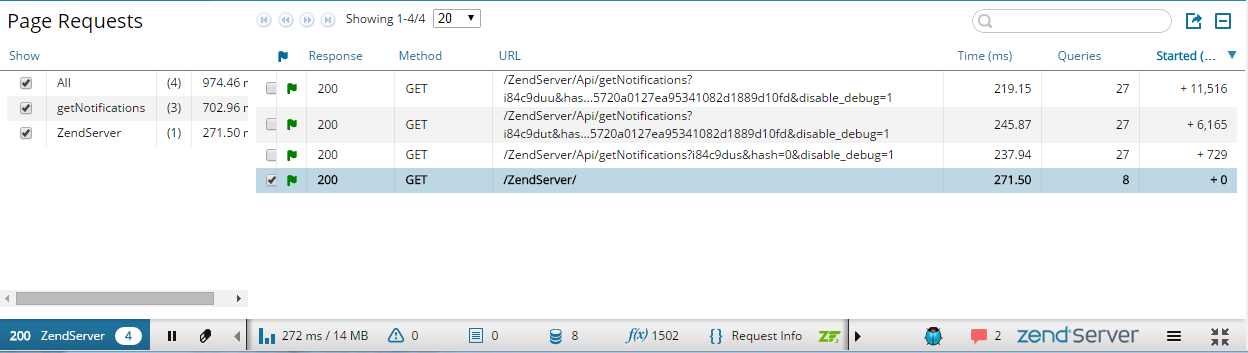 Page Requests
Showing 1-4/4 20
Show
Response Method URL Time (ms) Queries Started (...
All (4) 974.46 m
getNotifications (3) 702.96 m
ZendServer (1) 271.50 m
200 GET /ZendServer/Api/getNotifications?
i84c9duu&has...5720a0127ea95341082d1889d10fd&disable_debug=1 219.15 27 + 11,516
200 GET /ZendServer/Api/getNotifications?
i84c9dut&has...5720a0127ea95341082d1889d10fd&disable_debug=1 245.87 27 + 6,165
200 GET /ZendServer/Api/getNotifications?i84c9dus&hash=0&disable_debug=1 237.94 27 + 729
200 GET /ZendServer/ 271.50 8 + 0
200 ZendServer 4 272 ms / 14 MB 0 0 8 f(x) 1502 {} Request Info ZF2 2 zend Server